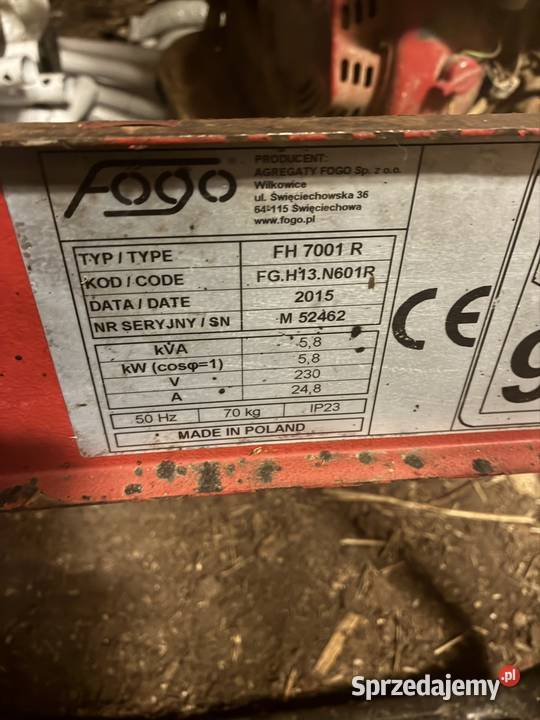 Fogo ®
PRODUCENT:
AGREGATY FOGO Sp. z o.o.
Wilkowice
ul. Święciechowska 36
64-115 Święciechowa
www.fogo.pl
TYP / TYPE FH 7001 R
KOD / CODE FG.H13.N601R
DATA / DATE 2015
NR SERYJNY / SN M 52462
kVA 5,8
kW (cosφ=1) 5,8
V 230
A 24,8
50 Hz 70 kg IP23
MADE IN POLAND
CE
9
Sprzedajemy.pl